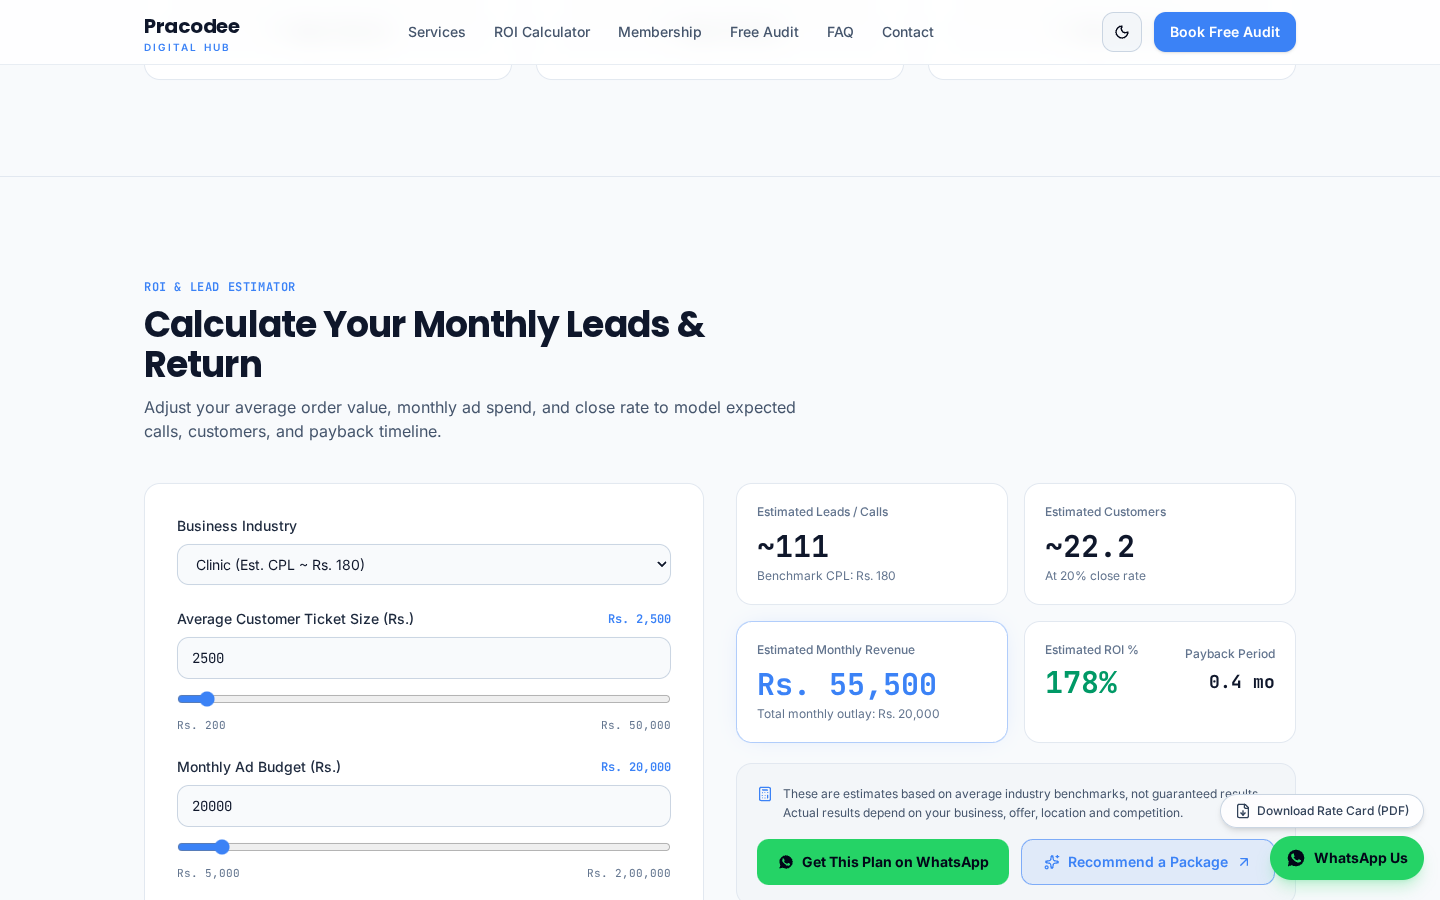 Pracodee
DIGITAL HUB
Services
ROI Calculator
Membership
Free Audit
FAQ
Contact
Book Free Audit
ROI & LEAD ESTIMATOR
Calculate Your Monthly Leads &
Return
Adjust your average order value, monthly ad spend, and close rate to model expected
calls, customers, and payback timeline.
Business Industry
Clinic (Est. CPL ~ Rs. 180)
Average Customer Ticket Size (Rs.)
Rs. 2,500
2500
Rs. 200
Rs. 50,000
Monthly Ad Budget (Rs.)
Rs. 20,000
20000
Rs. 5,000
Rs. 2,00,000
Estimated Leads / Calls
~111
Benchmark CPL: Rs. 180
Estimated Customers
~22.2
At 20% close rate
Estimated Monthly Revenue
Rs. 55,500
Total monthly outlay: Rs. 20,000
Estimated ROI %
178%
Payback Period
0.4 mo
These are estimates based on average industry benchmarks, not guaranteed results.
Actual results depend on your business, offer, location and competition.
Get This Plan on WhatsApp
Recommend a Package
Download Rate Card (PDF)
WhatsApp Us